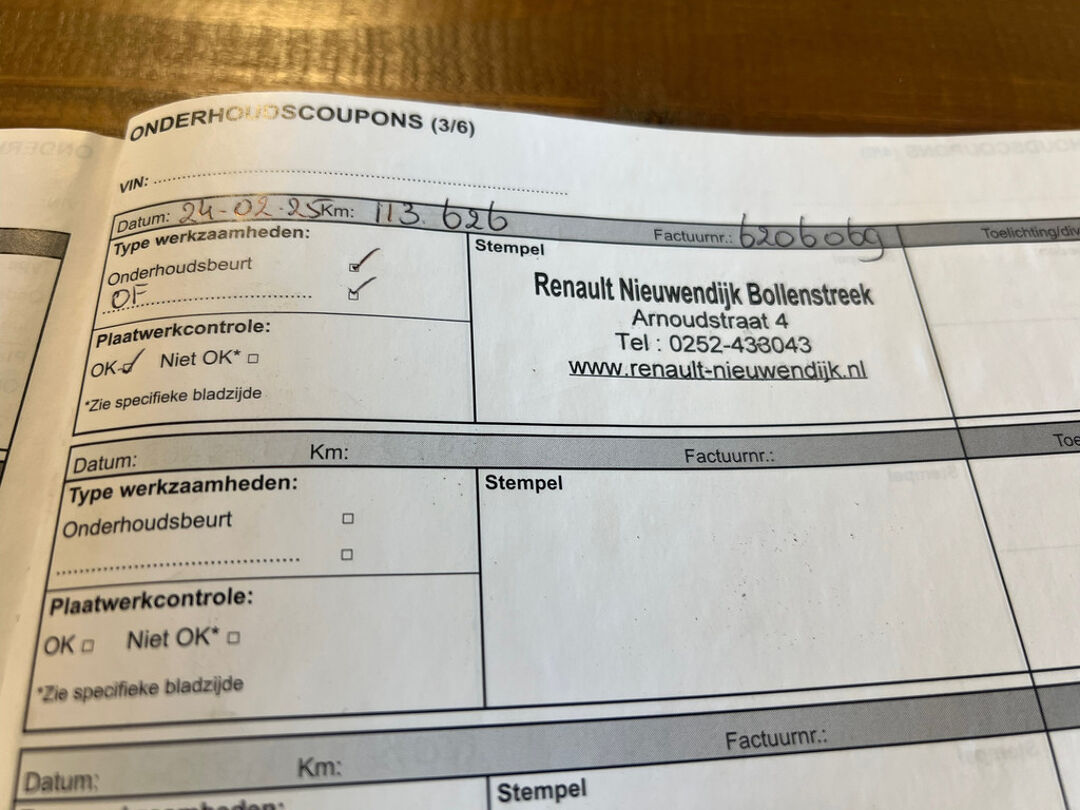 ONDERHOUDSCOUPONS (3/6)
VIN:
Datum: 24-02-25 Km: 113.626 Factuurnr.: 6206069 Toelichting/div
Type werkzaamheden:
Onderhoudsbeurt
OF
Plaatwerkcontrole:
OK Niet OK*
*Zie specifieke bladzijde
Stempel
Renault Nieuwendijk Bollenstreek
Arnoudstraat 4
Tel : 0252-433043
www.renault-nieuwendijk.nl
Datum: Km: Factuurnr.: Toe
Type werkzaamheden:
Onderhoudsbeurt
Plaatwerkcontrole:
OK Niet OK*
*Zie specifieke bladzijde
Stempel
Datum: Km: Factuurnr.:
Type werkzaamheden:
Stempel